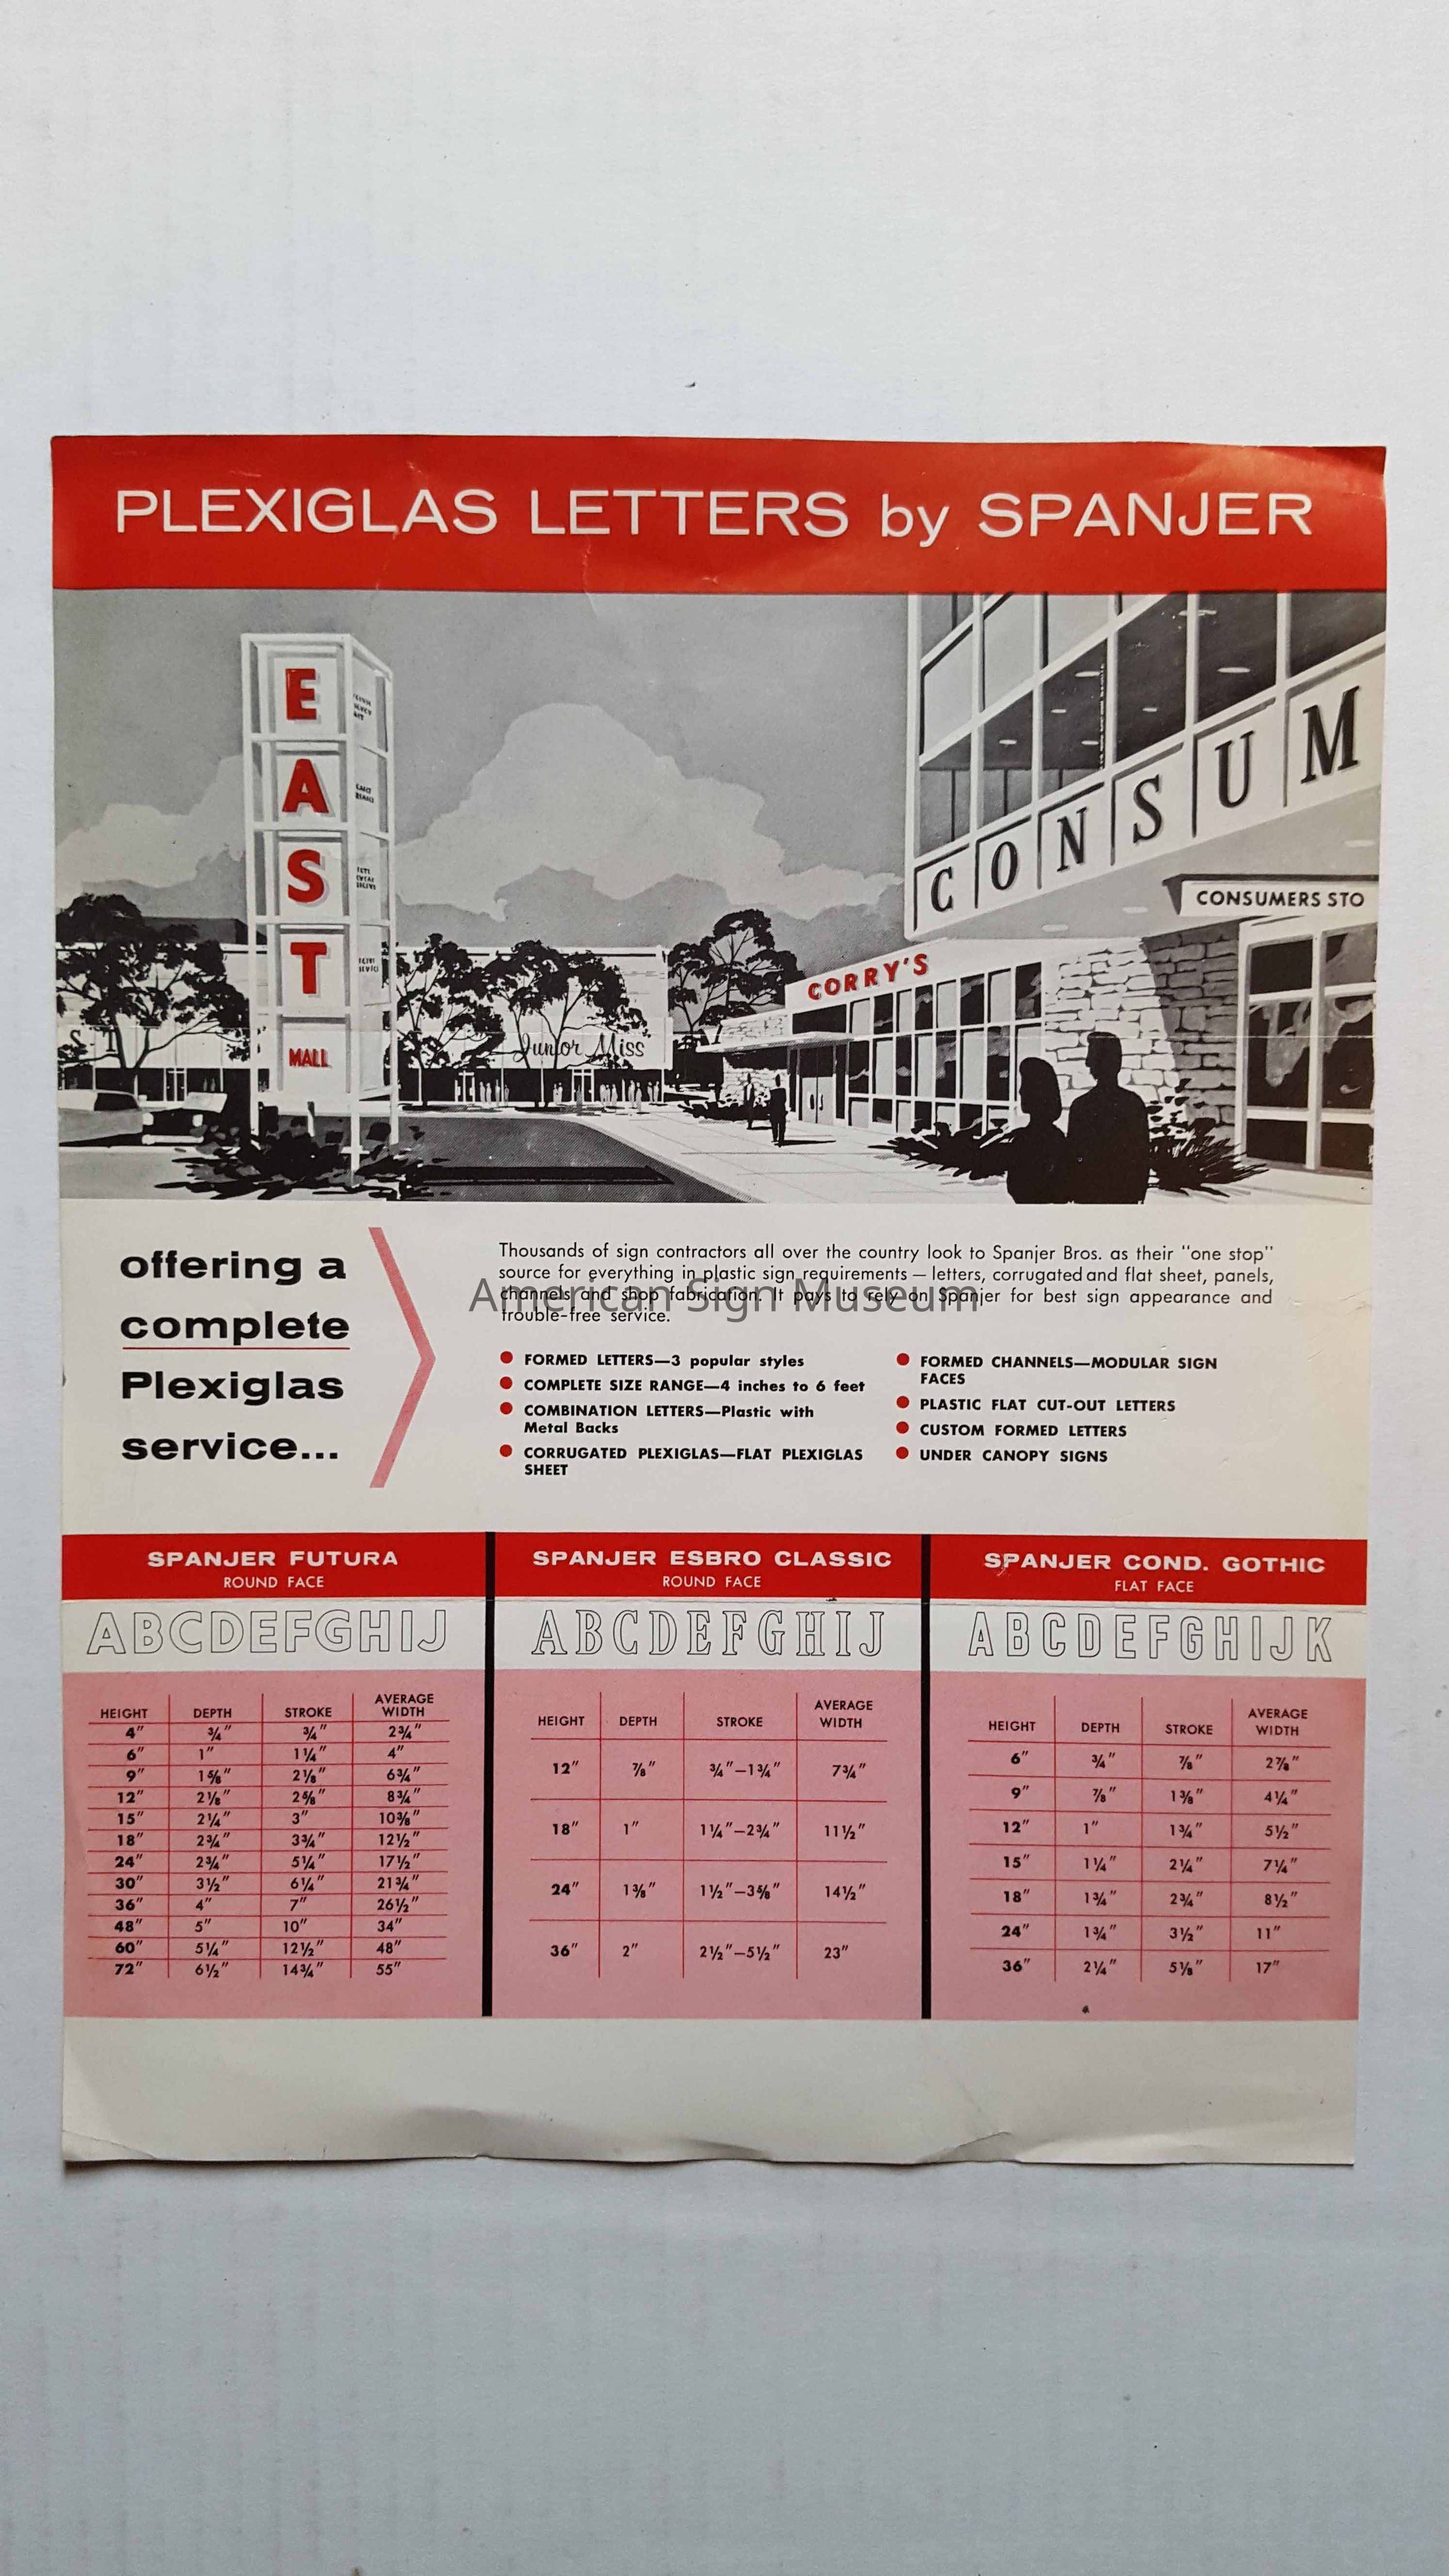 PLEXIGLAS LETTERS by SPANJER
E
A
S
T
MALL
CONSUM
CONSUMERS STO
CORRY'S
Junior Miss
offering a
complete
Plexiglas
service...
Thousands of sign contractors all over the country look to Spanjer Bros. as their "one stop"
source for everything in plastic sign requirements — letters, corrugated and flat sheet, panels,
channels and shop fabrication. It pays to rely on Spanjer for best sign appearance and
trouble-free service.
American Sign Museum
● FORMED LETTERS—3 popular styles
● COMPLETE SIZE RANGE—4 inches to 6 feet
● COMBINATION LETTERS—Plastic with
Metal Backs
● CORRUGATED PLEXIGLAS—FLAT PLEXIGLAS
SHEET
● FORMED CHANNELS—MODULAR SIGN
FACES
● PLASTIC FLAT CUT-OUT LETTERS
● CUSTOM FORMED LETTERS
● UNDER CANOPY SIGNS
SPANJER FUTURA
ROUND FACE
ABCDEFGHIJ
HEIGHT DEPTH STROKE AVERAGE WIDTH
4" ¾" ¾" 2¾"
6" 1" 1¼" 4"
9" 1⅝" 2⅛" 6¾"
12" 2⅛" 2⅝" 8¾"
15" 2¼" 3" 10⅜"
18" 2¾" 3¾" 12½"
24" 2¾" 5¼" 17½"
30" 3½" 6¼" 21¾"
36" 4" 7" 26½"
48" 5" 10" 34"
60" 5¼" 12½" 48"
72" 6½" 14¾" 55"
SPANJER ESBRO CLASSIC
ROUND FACE
ABCDEFGHIJ
HEIGHT DEPTH STROKE AVERAGE WIDTH
12" ⅞" ¾"—1¾" 7¾"
18" 1" 1¼"—2¾" 11½"
24" 1⅜" 1½"—3⅝" 14½"
36" 2" 2½"—5½" 23"
SPANJER COND. GOTHIC
FLAT FACE
ABCDEFGHIJK
HEIGHT DEPTH STROKE AVERAGE WIDTH
6" ¾" ⅞" 2⅞"
9" ⅞" 1⅜" 4¼"
12" 1" 1¾" 5½"
15" 1¼" 2¼" 7¼"
18" 1¾" 2¾" 8½"
24" 1¾" 3½" 11"
36" 2¼" 5⅛" 17"